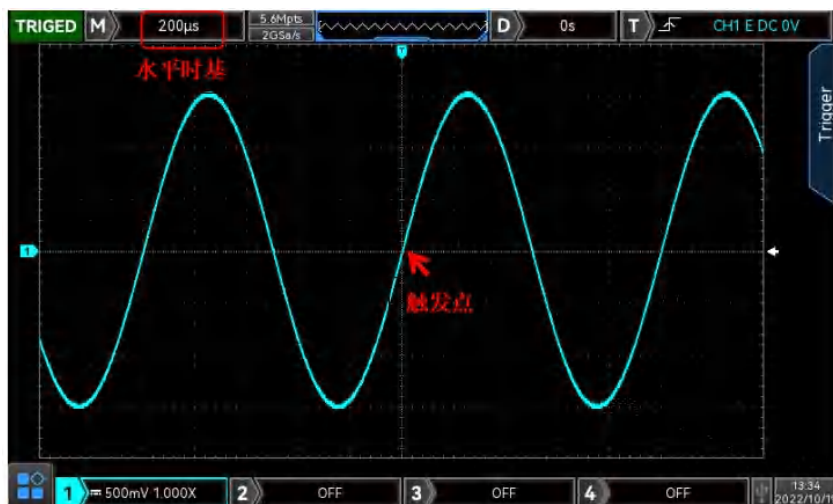 TRIGED M 200μs 5.6Mpts D 0s T CH1 E DC 0V
2GSa/s
水平时基
T
Trigger
1
触发点
1 500mV 1.000X 2 OFF 3 OFF 4 OFF 13:34